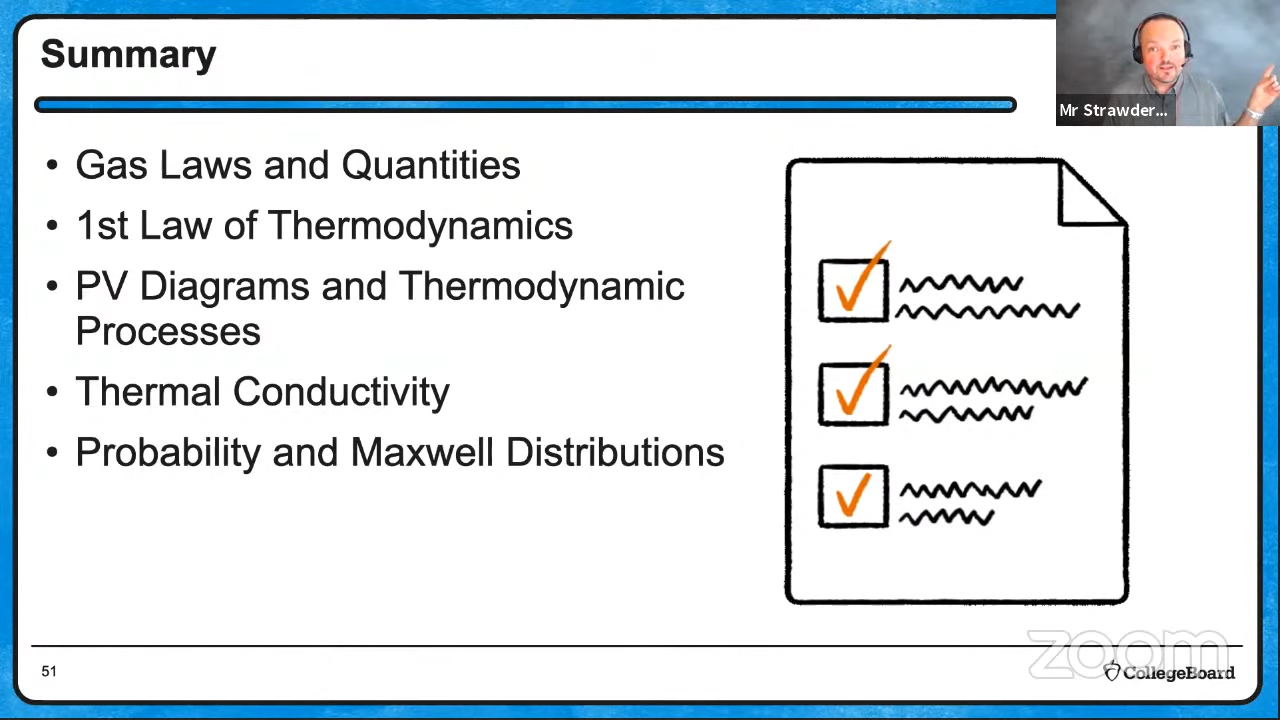 Summary
Mr Strawder...
• Gas Laws and Quantities
• 1st Law of Thermodynamics
• PV Diagrams and Thermodynamic
Processes
• Thermal Conductivity
• Probability and Maxwell Distributions
zoom
51
CollegeBoard